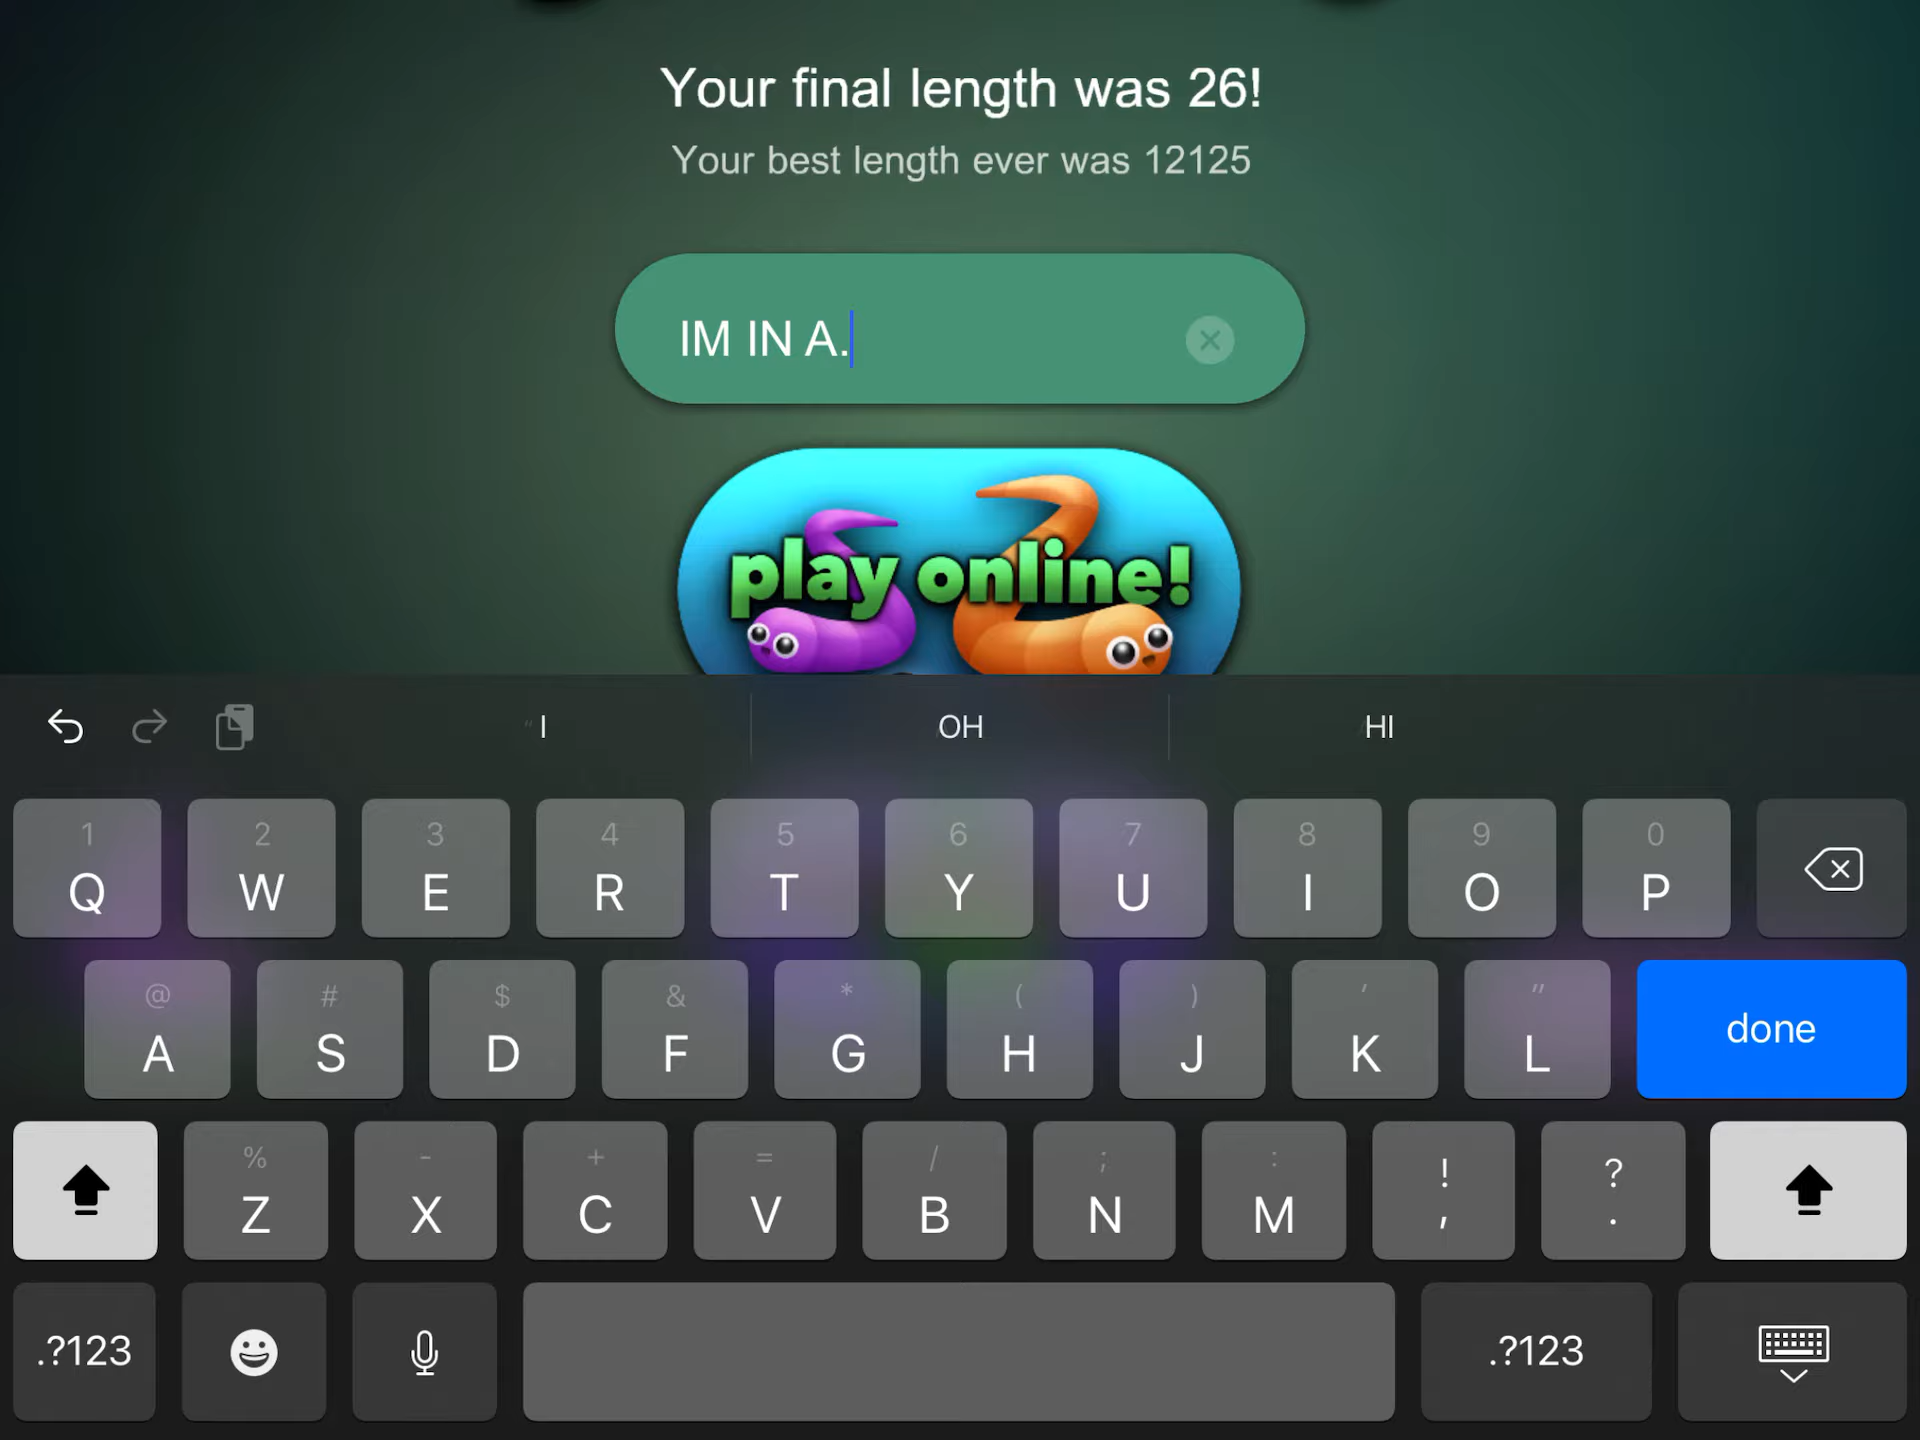 Your final length was 26!
Your best length ever was 12125
IM IN A.
play online!
“ I OH HI
1 2 3 4 5 6 7 8 9 0
Q W E R T Y U I O P
@ # $ & * ( ) ' "
A S D F G H J K L done
% - + = / ; : ! ?
Z X C V B N M , .
.?123 .?123